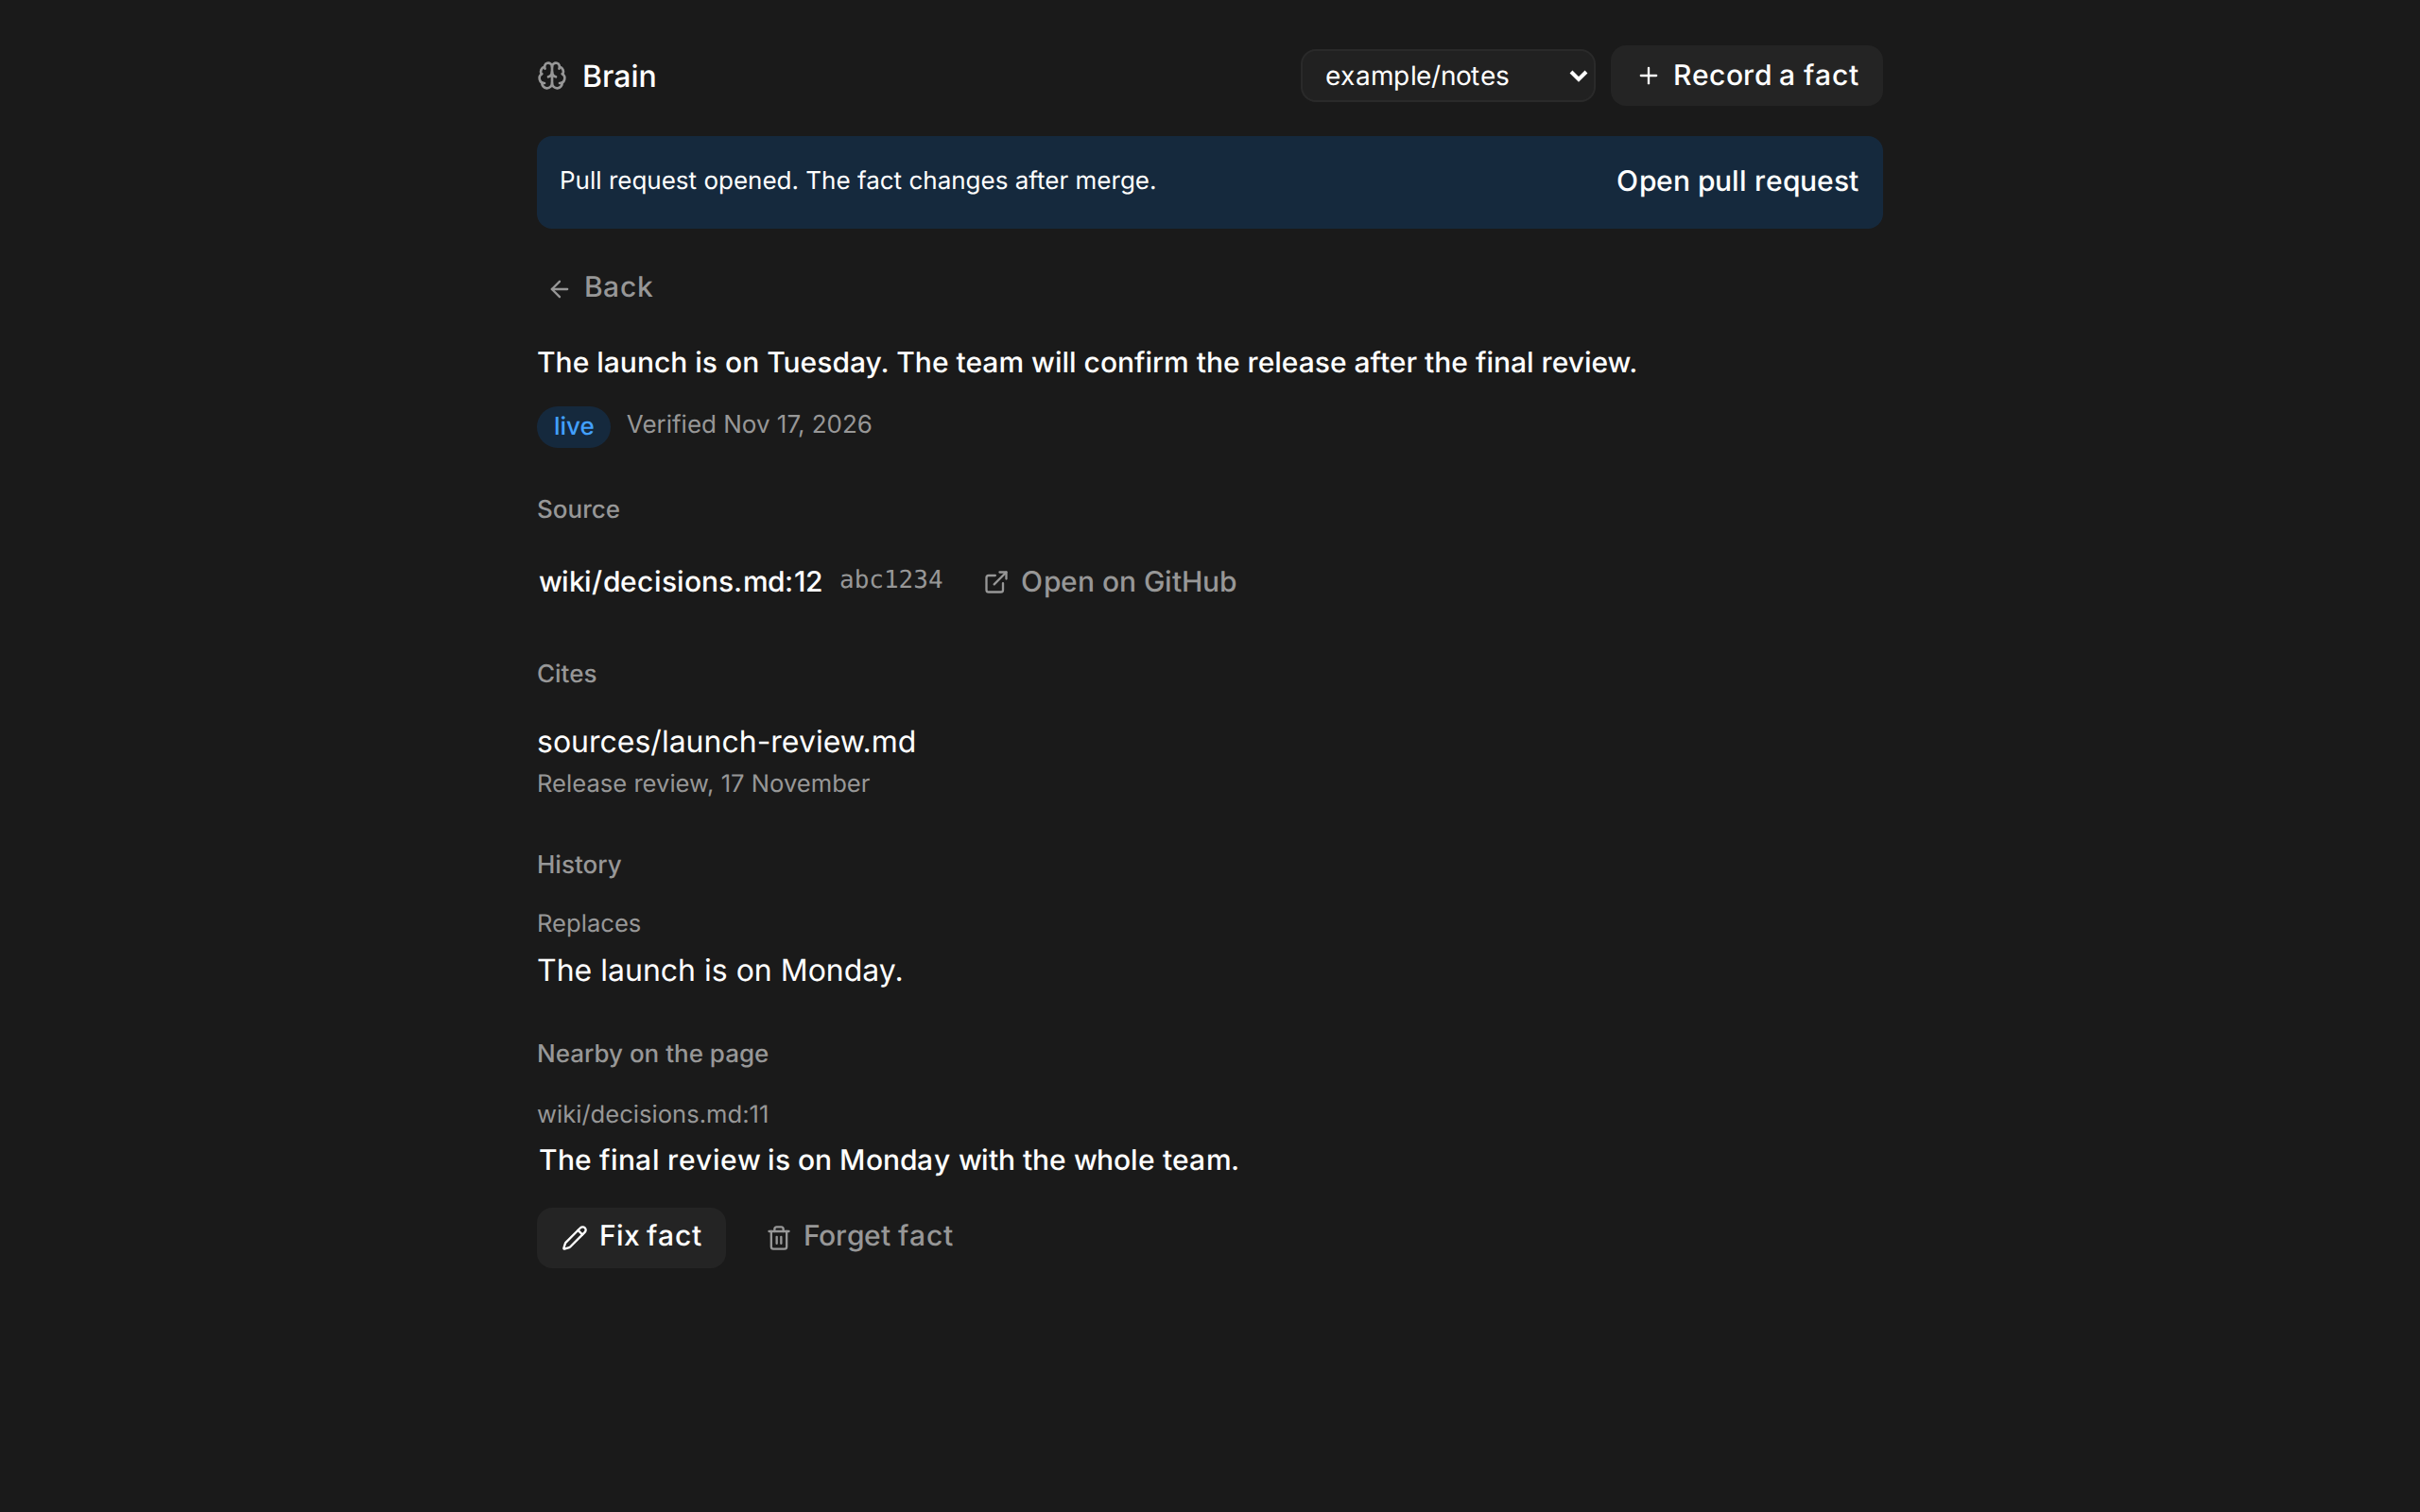 Brain
example/notes
Record a fact
Pull request opened. The fact changes after merge.
Open pull request
Back
The launch is on Tuesday. The team will confirm the release after the final review.
live Verified Nov 17, 2026
Source
wiki/decisions.md:12 abc1234 Open on GitHub
Cites
sources/launch-review.md
Release review, 17 November
History
Replaces
The launch is on Monday.
Nearby on the page
wiki/decisions.md:11
The final review is on Monday with the whole team.
Fix fact Forget fact